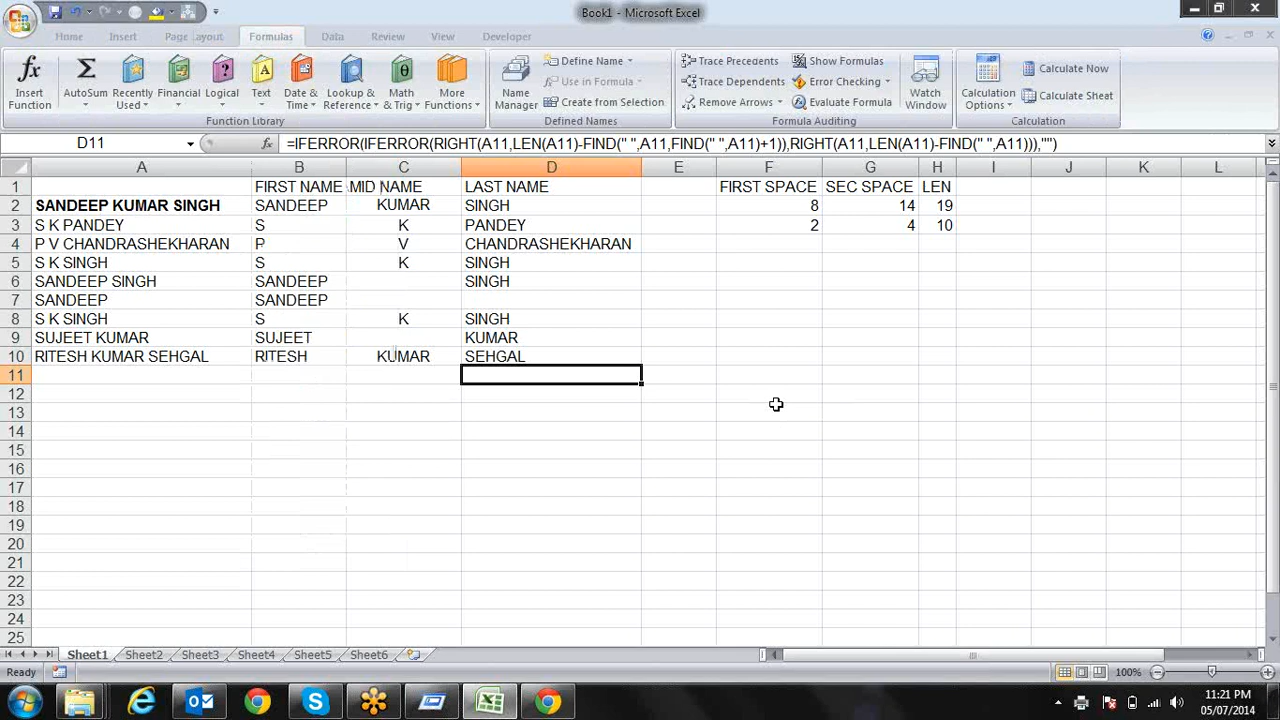 Book1 - Microsoft Excel
Home Insert Page Layout Formulas Data Review View Developer
Insert Function
AutoSum
Recently Used
Financial
Logical
Text
Date & Time
Lookup & Reference
Math & Trig
More Functions
Function Library
Name Manager
Define Name
Use in Formula
Create from Selection
Defined Names
Trace Precedents
Trace Dependents
Remove Arrows
Show Formulas
Error Checking
Evaluate Formula
Formula Auditing
Watch Window
Calculation Options
Calculate Now
Calculate Sheet
Calculation
D11 fx =IFERROR(IFERROR(RIGHT(A11,LEN(A11)-FIND(" ",A11,FIND(" ",A11)+1)),RIGHT(A11,LEN(A11)-FIND(" ",A11))),"")
A B C D E F G H I J K L
1 FIRST NAME MID NAME LAST NAME FIRST SPACE SEC SPACE LEN
2 SANDEEP KUMAR SINGH SANDEEP KUMAR SINGH 8 14 19
3 S K PANDEY S K PANDEY 2 4 10
4 P V CHANDRASHEKHARAN P V CHANDRASHEKHARAN
5 S K SINGH S K SINGH
6 SANDEEP SINGH SANDEEP SINGH
7 SANDEEP SANDEEP
8 S K SINGH S K SINGH
9 SUJEET KUMAR SUJEET KUMAR
10 RITESH KUMAR SEHGAL RITESH KUMAR SEHGAL
11
12
13
14
15
16
17
18
19
20
21
22
23
24
25
Sheet1 Sheet2 Sheet3 Sheet4 Sheet5 Sheet6
Ready 100%
11:21 PM
05/07/2014